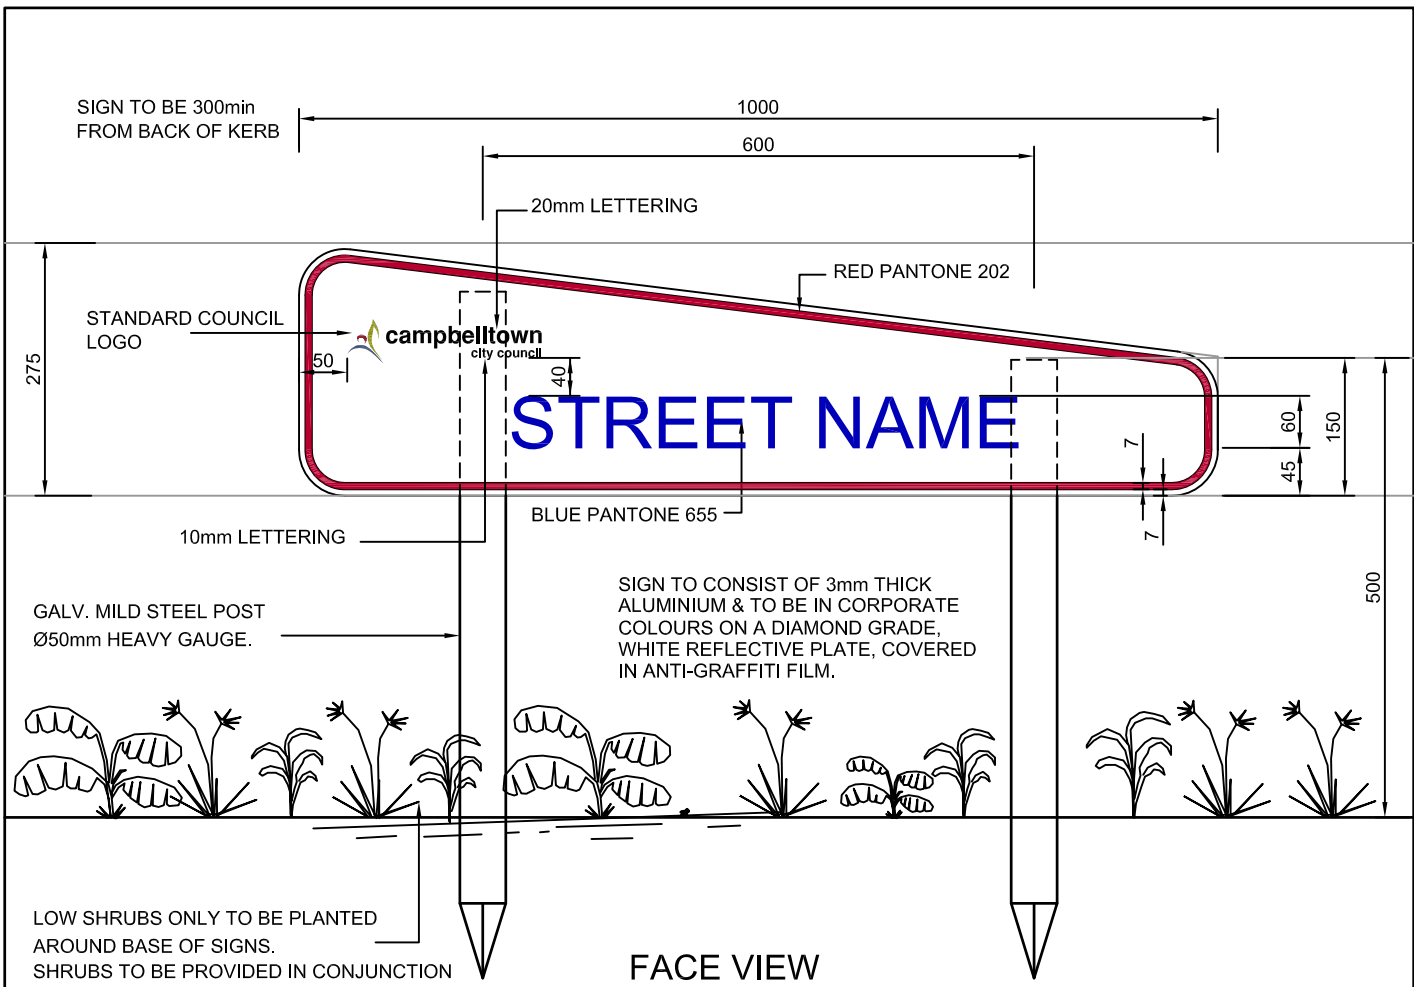 SIGN TO BE 300min
FROM BACK OF KERB
1000
600
20mm LETTERING
RED PANTONE 202
STANDARD COUNCIL
LOGO
campbelltown
city council
275
50
40
STREET NAME
60
150
7
45
BLUE PANTONE 655
10mm LETTERING
7
500
SIGN TO CONSIST OF 3mm THICK
ALUMINIUM & TO BE IN CORPORATE
COLOURS ON A DIAMOND GRADE,
WHITE REFLECTIVE PLATE, COVERED
IN ANTI-GRAFFITI FILM.
GALV. MILD STEEL POST
Ø50mm HEAVY GAUGE.
LOW SHRUBS ONLY TO BE PLANTED
AROUND BASE OF SIGNS.
SHRUBS TO BE PROVIDED IN CONJUNCTION
FACE VIEW